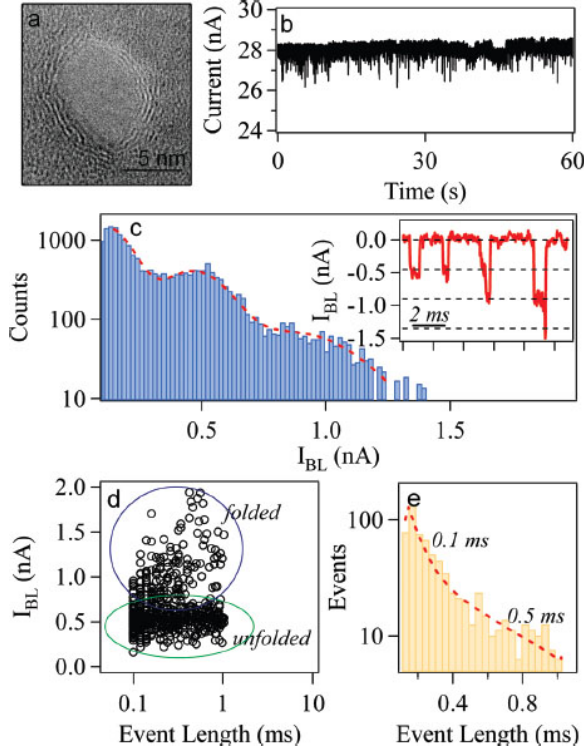 a
5 nm
b
Current (nA)
30
28
26
24
0
30
60
Time (s)
c
Counts
1000
100
10
0.5
1.0
1.5
I_BL (nA)
I_BL (nA)
0.0
-0.5
-1.0
-1.5
2 ms
d
I_BL (nA)
2.0
1.5
1.0
0.5
0.0
folded
unfolded
0.1
1
10
Event Length (ms)
e
Events
100
10
0.1 ms
0.5 ms
0.4
0.8
Event Length (ms)